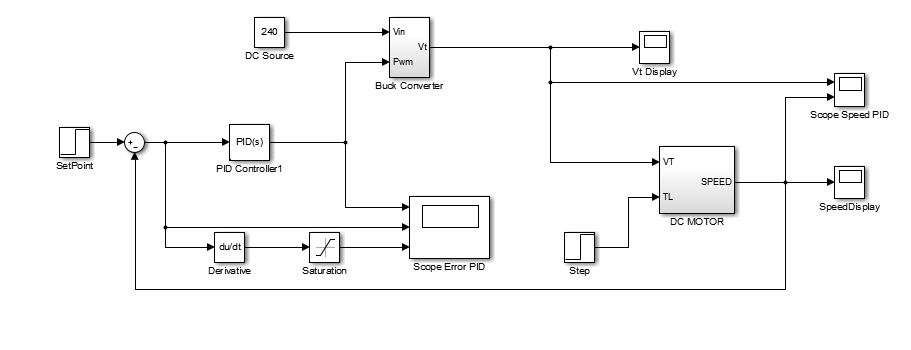 240
DC Source
Vin
Vt
Pwm
Buck Converter
Vt Display
Scope Speed PID
SetPoint
PID(s)
PID Controller1
VT
SPEED
TL
DC MOTOR
SpeedDisplay
du/dt
Derivative
Saturation
Scope Error PID
Step